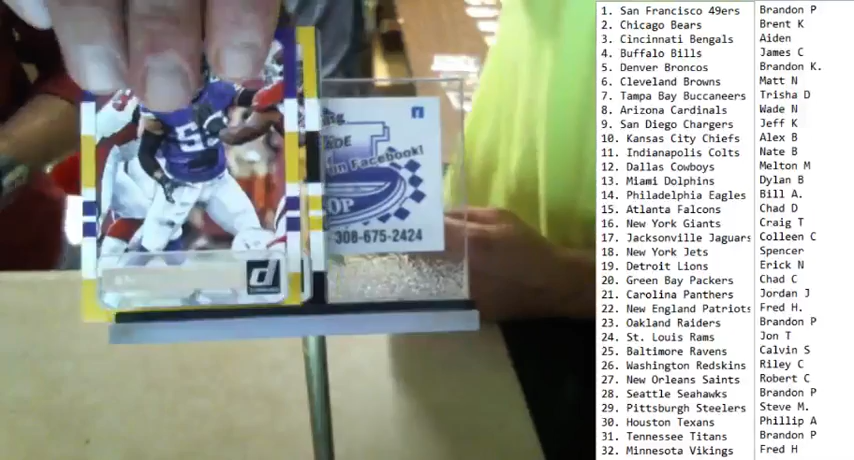 1. San Francisco 49ers Brandon P
2. Chicago Bears Brent K
3. Cincinnati Bengals Aiden
4. Buffalo Bills James C
5. Denver Broncos Brandon K.
6. Cleveland Browns Matt N
7. Tampa Bay Buccaneers Trisha D
8. Arizona Cardinals Wade N
9. San Diego Chargers Jeff K
10. Kansas City Chiefs Alex B
11. Indianapolis Colts Nate B
12. Dallas Cowboys Melton M
13. Miami Dolphins Dylan B
14. Philadelphia Eagles Bill A.
15. Atlanta Falcons Chad D
16. New York Giants Craig T
17. Jacksonville Jaguars Colleen C
18. New York Jets Spencer
19. Detroit Lions Erick N
20. Green Bay Packers Chad C
21. Carolina Panthers Jordan J
22. New England Patriots Fred H.
23. Oakland Raiders Brandon P
24. St. Louis Rams Jon T
25. Baltimore Ravens Calvin S
26. Washington Redskins Riley C
27. New Orleans Saints Robert C
28. Seattle Seahawks Brandon P
29. Pittsburgh Steelers Steve M.
30. Houston Texans Phillip A
31. Tennessee Titans Brandon P
32. Minnesota Vikings Fred H
on Facebook!
OP
308-675-2424
d